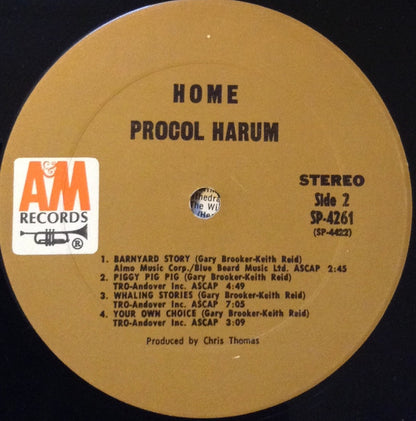 HOME
PROCOL HARUM
A&M
RECORDS
®
STEREO
Side 2
SP-4261
(SP-4422)
1. BARNYARD STORY (Gary Brooker-Keith Reid)
Almo Music Corp./Blue Beard Music Ltd. ASCAP 2:45
2. PIGGY PIG PIG (Gary Brooker-Keith Reid)
TRO-Andover Inc. ASCAP 4:49
3. WHALING STORIES (Gary Brooker-Keith Reid)
TRO-Andover Inc. ASCAP 7:05
4. YOUR OWN CHOICE (Gary Brooker-Keith Reid)
TRO-Andover Inc. ASCAP 3:09
Produced by Chris Thomas